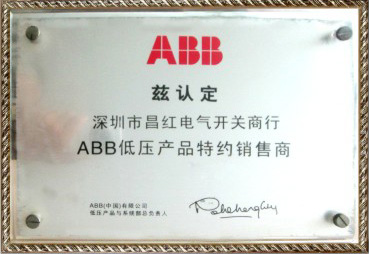 ABB
兹认定
深圳市昌红电气开关商行
ABB低压产品特约销售商
ABB(中国)有限公司
低压产品与系统部总负责人